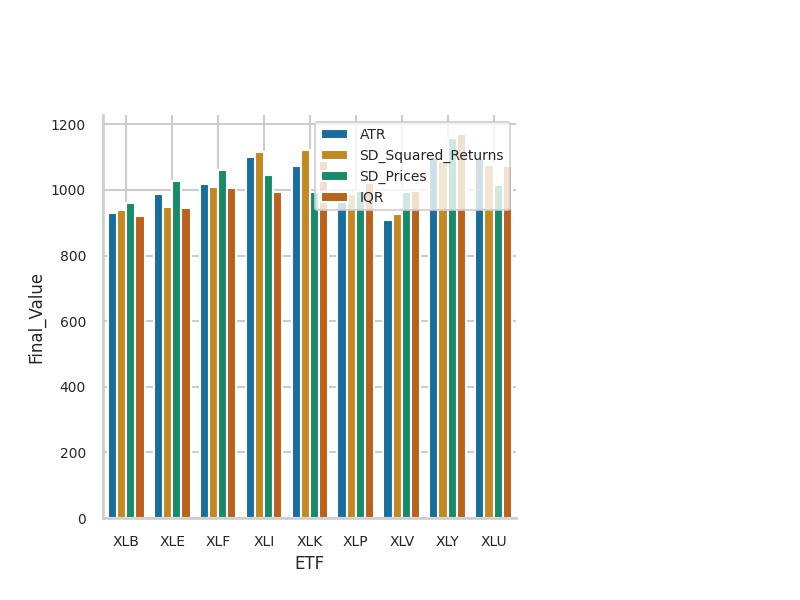 1200
1000
800
600
400
200
0
Final_Value
ATR
SD_Squared_Returns
SD_Prices
IQR
XLB XLE XLF XLI XLK XLP XLV XLY XLU
ETF